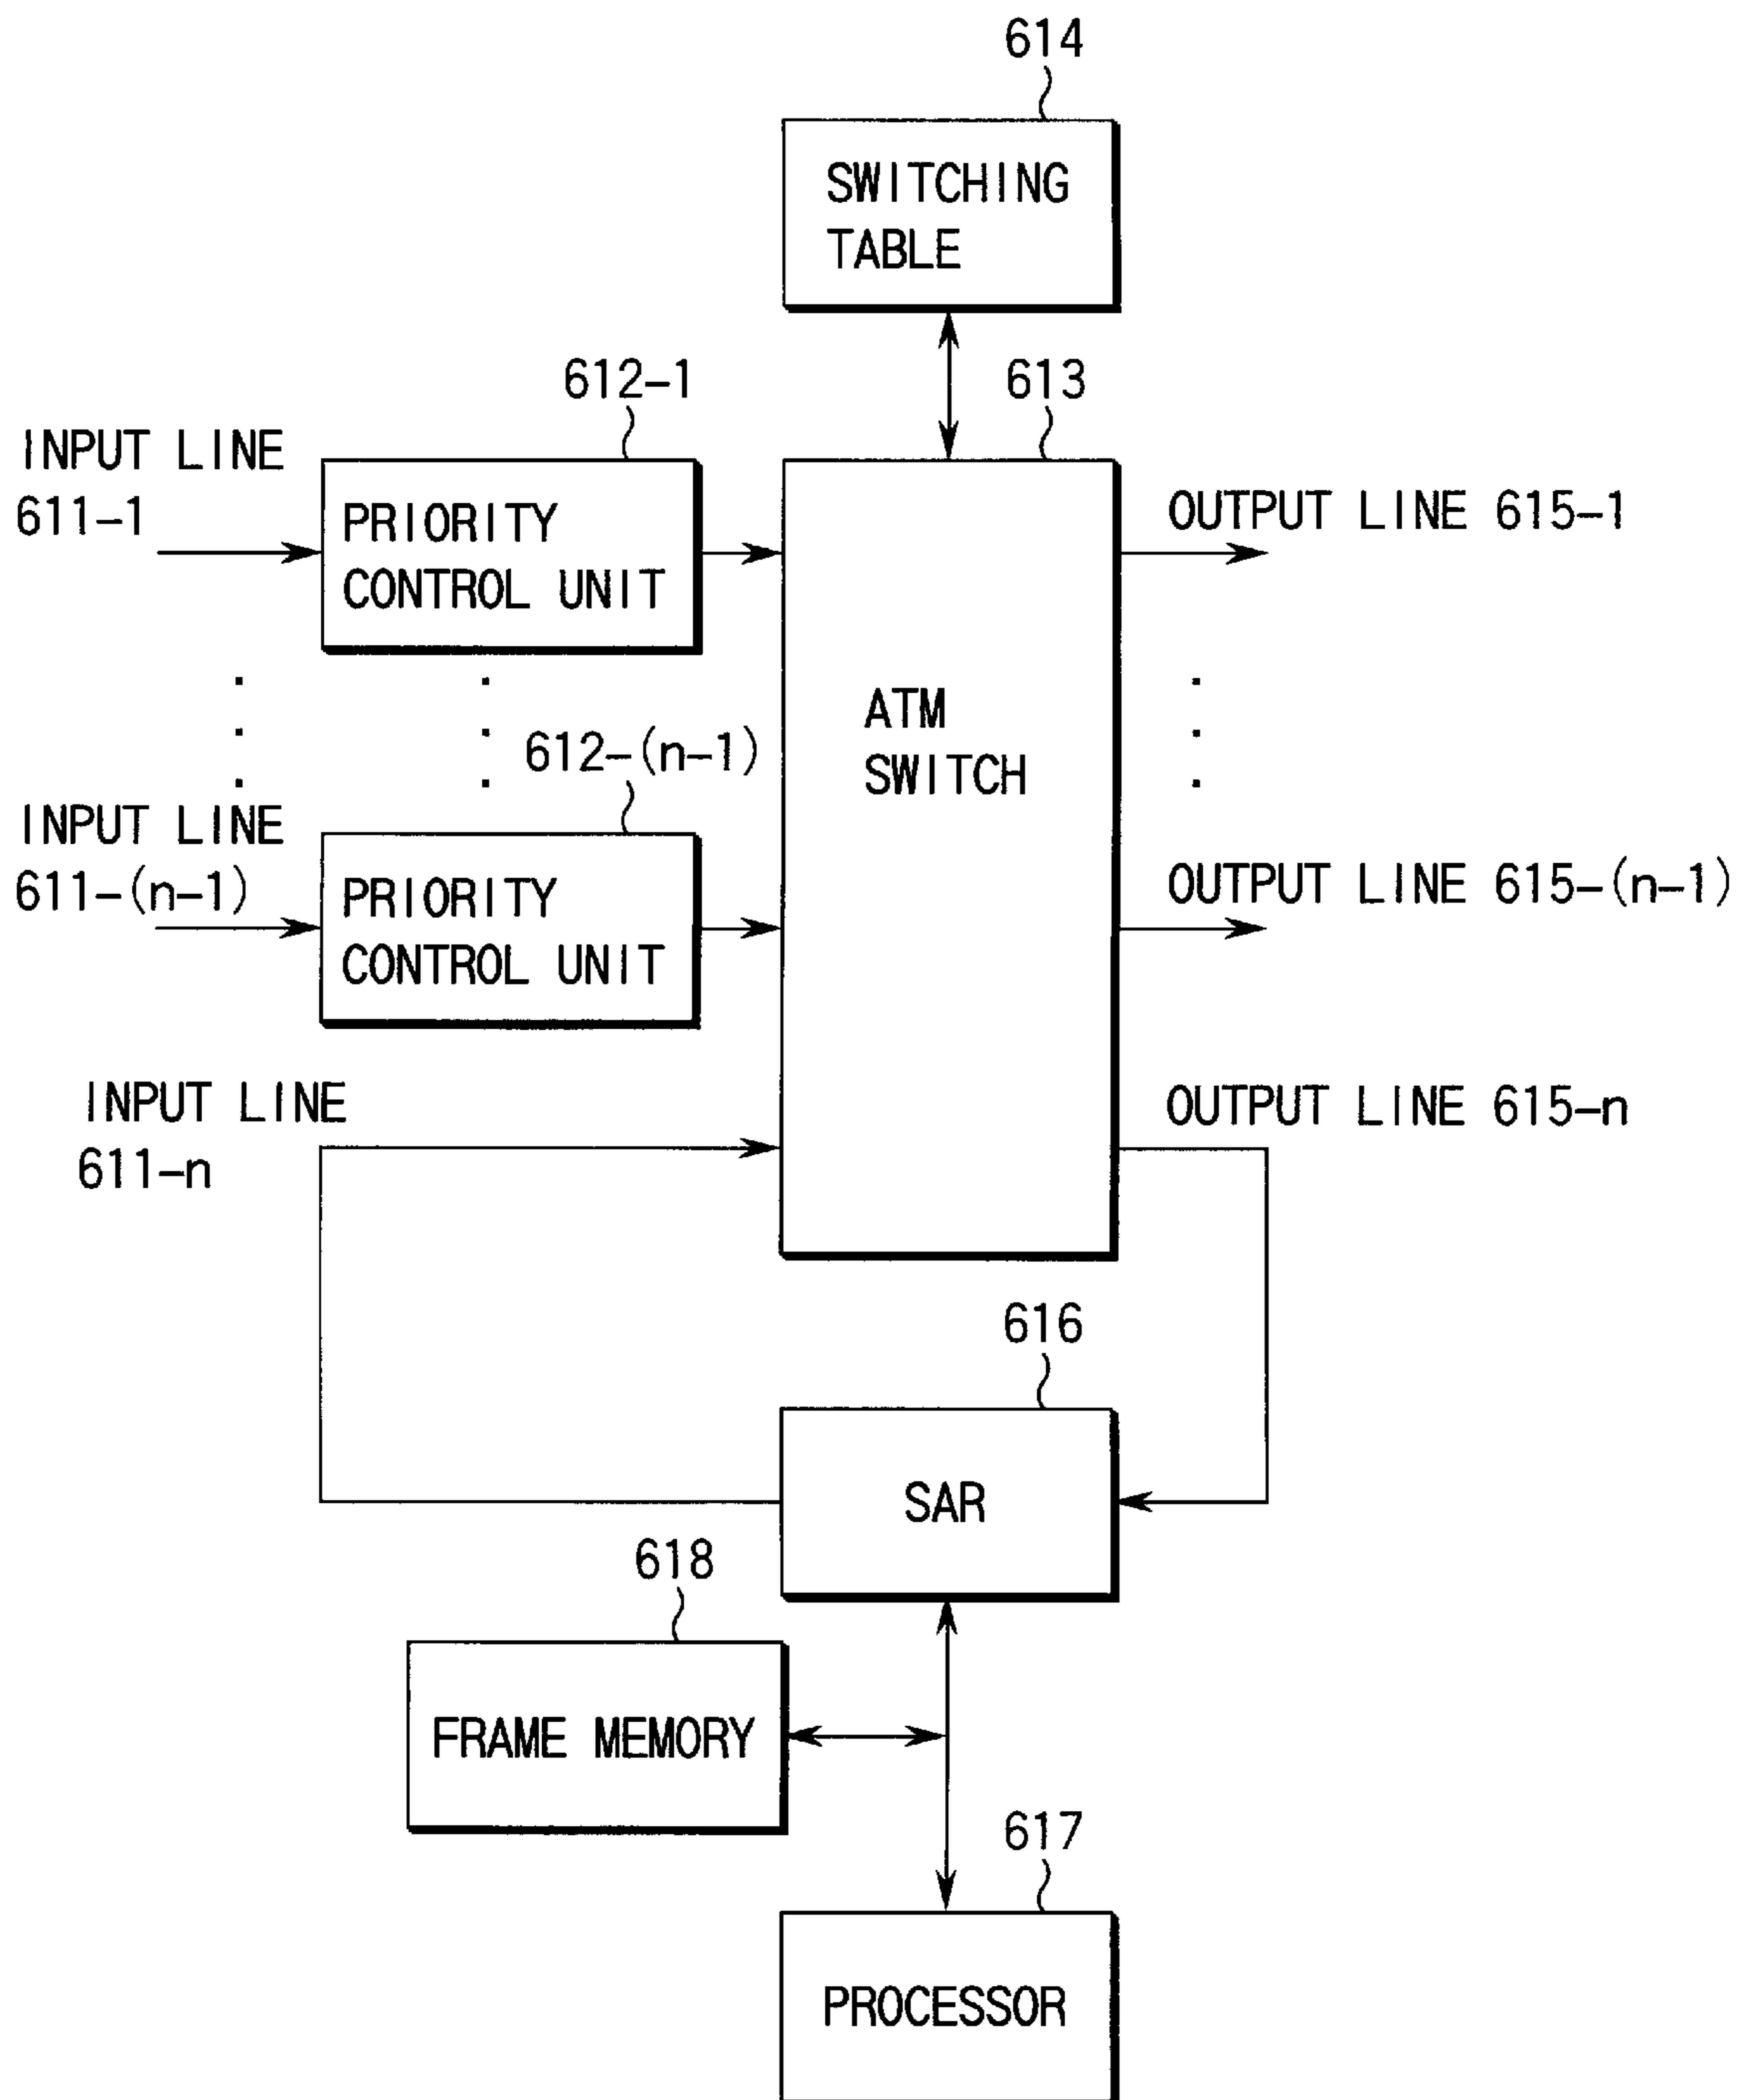 614
SWITCHING
TABLE
612-1
613
INPUT LINE
611-1
PRIORITY
CONTROL UNIT
OUTPUT LINE 615-1
ATM
SWITCH
612-(n-1)
INPUT LINE
611-(n-1)
PRIORITY
CONTROL UNIT
OUTPUT LINE 615-(n-1)
INPUT LINE
611-n
OUTPUT LINE 615-n
616
SAR
618
FRAME MEMORY
617
PROCESSOR